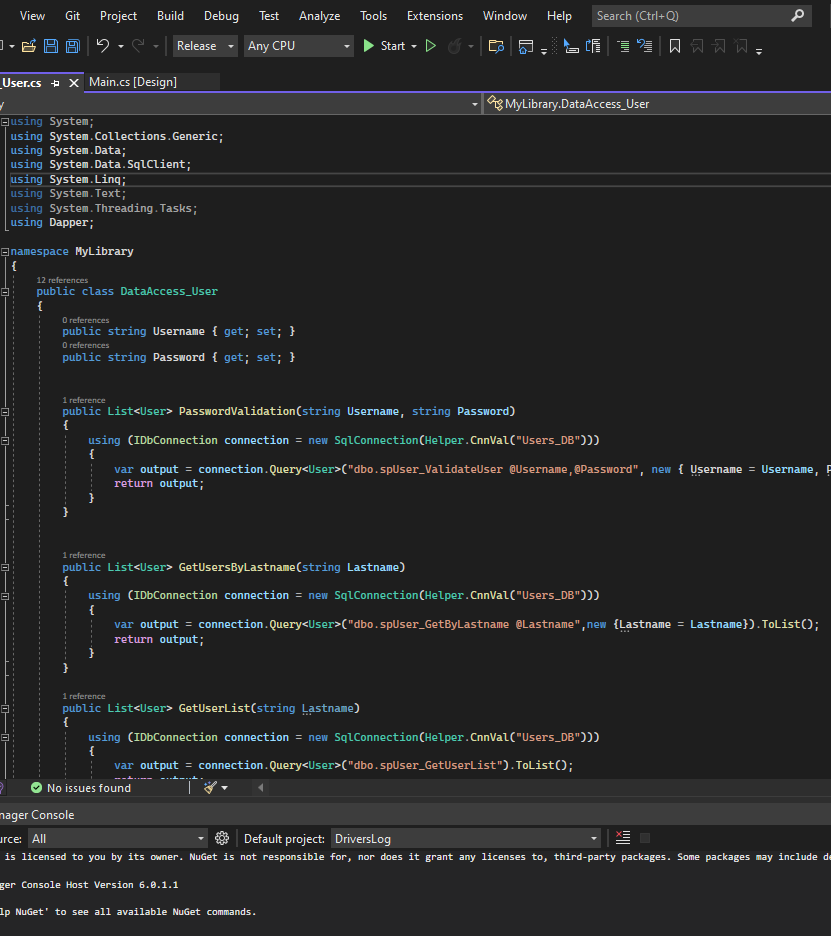 View Git Project Build Debug Test Analyze Tools Extensions Window Help Search (Ctrl+Q)
Release Any CPU Start
_User.cs Main.cs [Design]
y MyLibrary.DataAccess_User
using System;
using System.Collections.Generic;
using System.Data;
using System.Data.SqlClient;
using System.Linq;
using System.Text;
using System.Threading.Tasks;
using Dapper;
namespace MyLibrary
{
12 references
public class DataAccess_User
{
0 references
public string Username { get; set; }
0 references
public string Password { get; set; }
1 reference
public List<User> PasswordValidation(string Username, string Password)
{
using (IDbConnection connection = new SqlConnection(Helper.CnnVal("Users_DB")))
{
var output = connection.Query<User>("dbo.spUser_ValidateUser @Username,@Password", new { Username = Username, P
return output;
}
}
1 reference
public List<User> GetUsersByLastname(string Lastname)
{
using (IDbConnection connection = new SqlConnection(Helper.CnnVal("Users_DB")))
{
var output = connection.Query<User>("dbo.spUser_GetByLastname @Lastname",new {Lastname = Lastname}).ToList();
return output;
}
}
1 reference
public List<User> GetUserList(string Lastname)
{
using (IDbConnection connection = new SqlConnection(Helper.CnnVal("Users_DB")))
{
var output = connection.Query<User>("dbo.spUser_GetUserList").ToList();
return output;
No issues found
nager Console
urce: All Default project: DriversLog
is licensed to you by its owner. NuGet is not responsible for, nor does it grant any licenses to, third-party packages. Some packages may include de
ger Console Host Version 6.0.1.1
lp NuGet' to see all available NuGet commands.